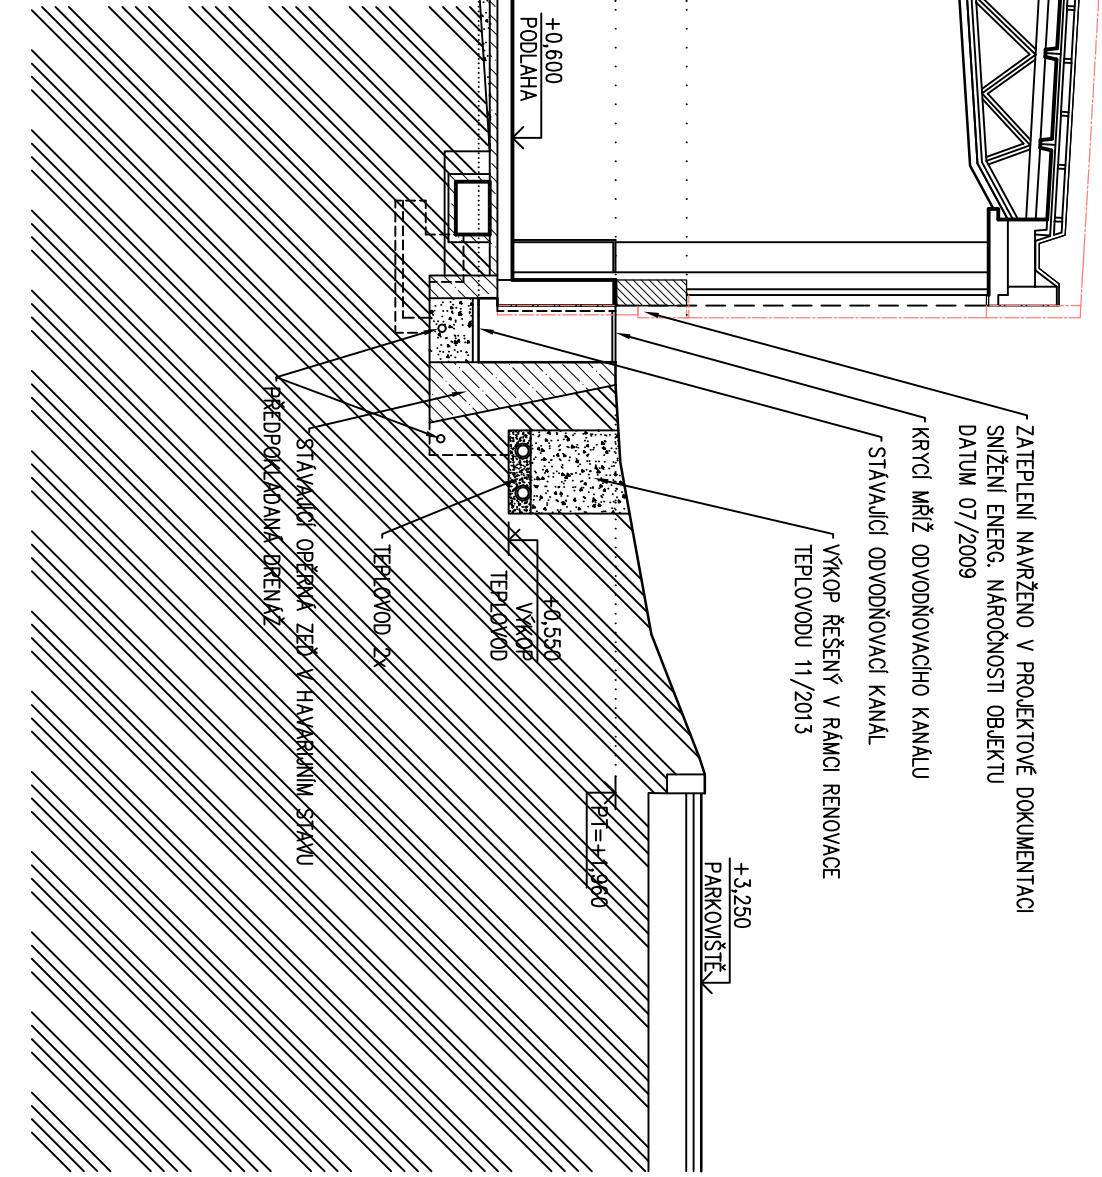 ZATEPLENÍ NAVRŽENO V PROJEKTOVÉ DOKUMENTACI
SNÍŽENÍ ENERG. NÁROČNOSTI OBJEKTU
DATUM 07/2009
KRYCÍ MŘÍŽ ODVODŇOVACÍHO KANÁLU
STÁVAJÍCÍ ODVODŇOVACÍ KANÁL
VÝKOP ŘEŠENÝ V RÁMCI RENOVACE
TEPLOVODU 11/2013
+3,250
PARKOVIŠTĚ
PT=+1,960
+0,600
PODLAHA
+0,550
VÝKOP
TEPLOVOD
TEPLOVOD 2x
STÁVAJÍCÍ OPĚRNÁ ZEĎ V HAVARIJNÍM STAVU
PŘEDPOKLADANÁ DRENÁŽ